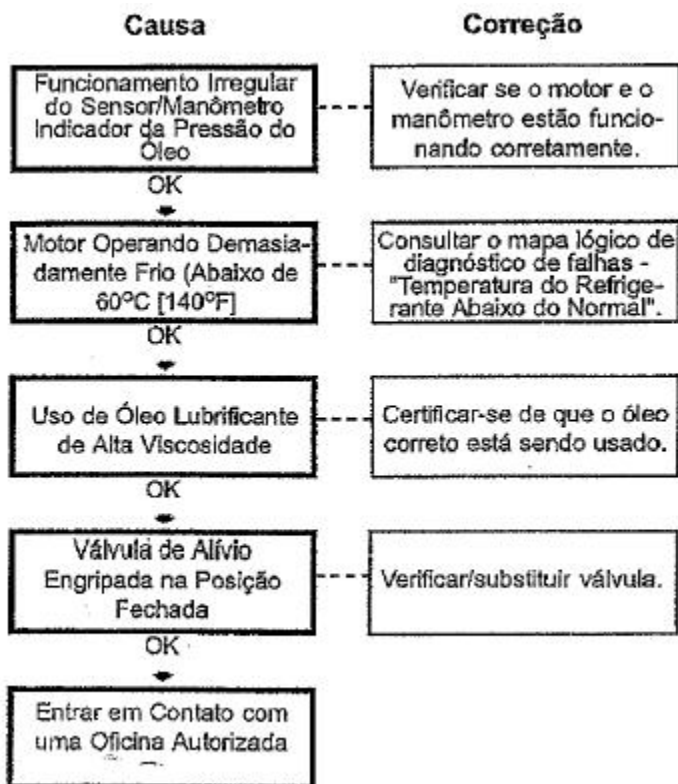 Causa
Correção
Funcionamento Irregular
do Sensor/Manômetro
Indicador da Pressão do
Óleo
Verificar se o motor e o
manômetro estão funcio-
nando corretamente.
OK
Motor Operando Demasia-
damente Frio (Abaixo de
60ºC [140ºF]
Consultar o mapa lógico de
diagnóstico de falhas -
"Temperatura do Refrige-
rante Abaixo do Normal".
OK
Uso de Óleo Lubrificante
de Alta Viscosidade
Certificar-se de que o óleo
correto está sendo usado.
OK
Válvula de Alívio
Engripada na Posição
Fechada
Verificar/substituir válvula.
OK
Entrar em Contato com
uma Oficina Autorizada